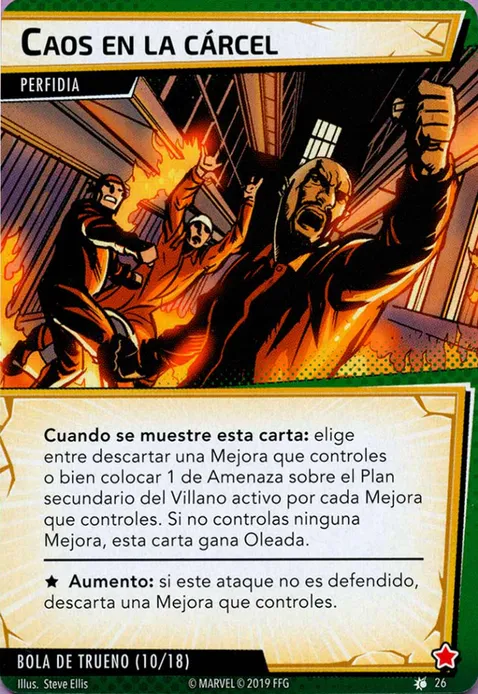 CAOS EN LA CÁRCEL
PERFIDIA
Cuando se muestre esta carta: elige
entre descartar una Mejora que controles
o bien colocar 1 de Amenaza sobre el Plan
secundario del Villano activo por cada Mejora
que controles. Si no controlas ninguna
Mejora, esta carta gana Oleada.
★ Aumento: si este ataque no es defendido,
descarta una Mejora que controles.
BOLA DE TRUENO (10/18)
Illus. Steve Ellis © MARVEL © 2019 FFG 26